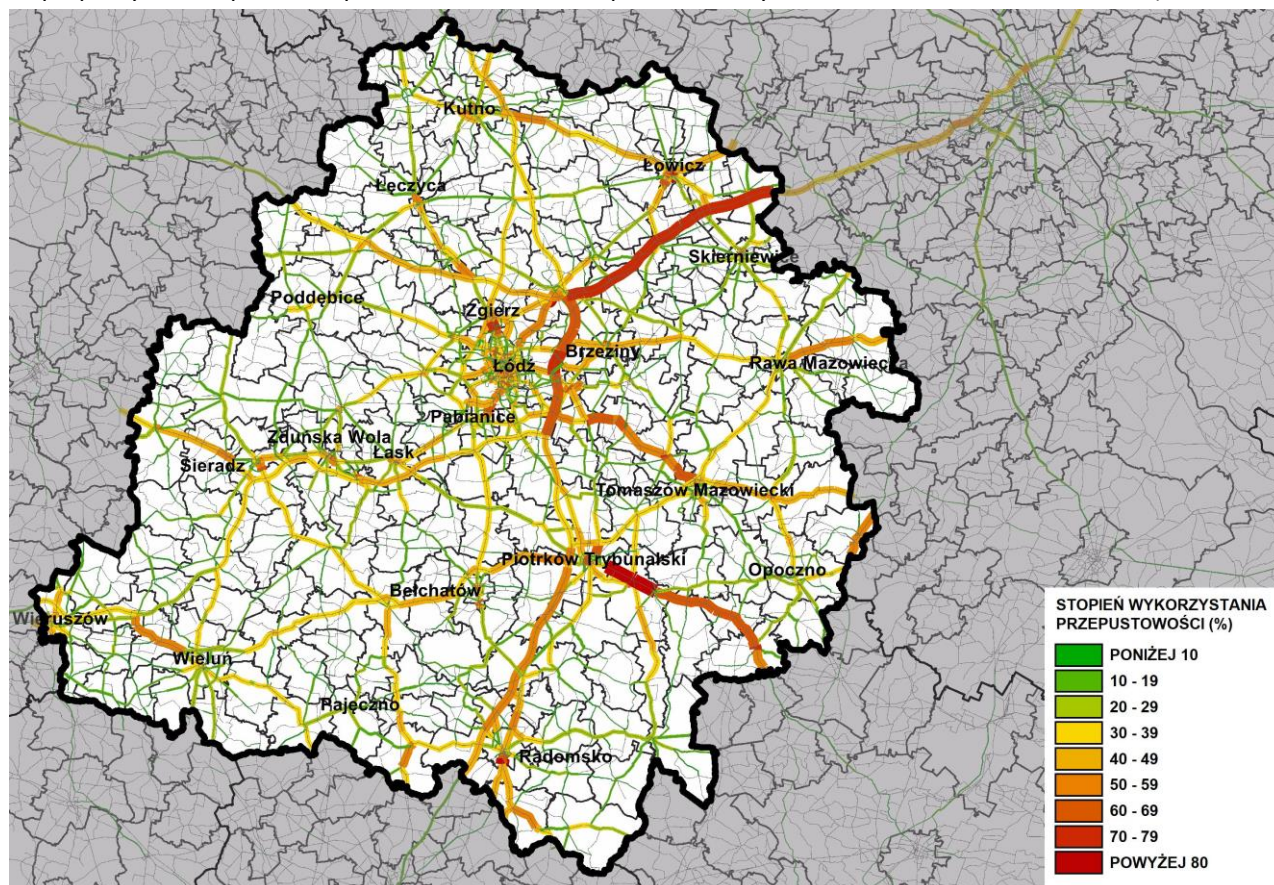 Kutno
Łowicz
Łęczyca
Skierniewice
Poddębice
Zgierz
Brzeziny
Rawa Mazowiecka
Łódź
Pabianice
Zduńska Wola
Łask
Sieradz
Tomaszów Mazowiecki
Piotrków Trybunalski
Opoczno
Bełchatów
Wieruszów
Wieluń
Pajęczno
Radomsko
STOPIEŃ WYKORZYSTANIA
PRZEPUSTOWOŚCI (%)
PONIŻEJ 10
10 - 19
20 - 29
30 - 39
40 - 49
50 - 59
60 - 69
70 - 79
POWYŻEJ 80